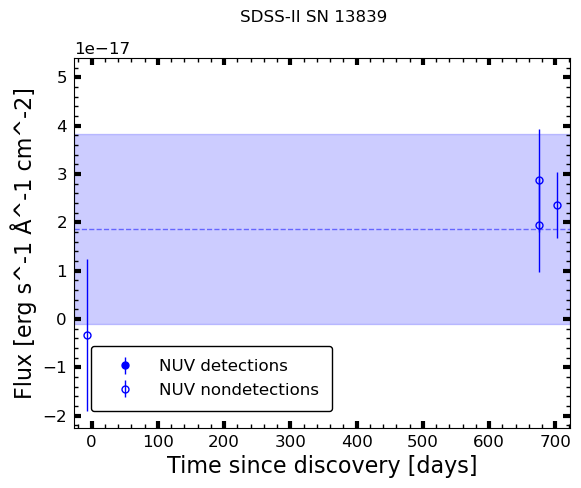 SDSS-II SN 13839
1e−17
5
4
3
2
1
0
−1
−2
Flux [erg s^-1 Å^-1 cm^-2]
NUV detections
NUV nondetections
0 100 200 300 400 500 600 700
Time since discovery [days]